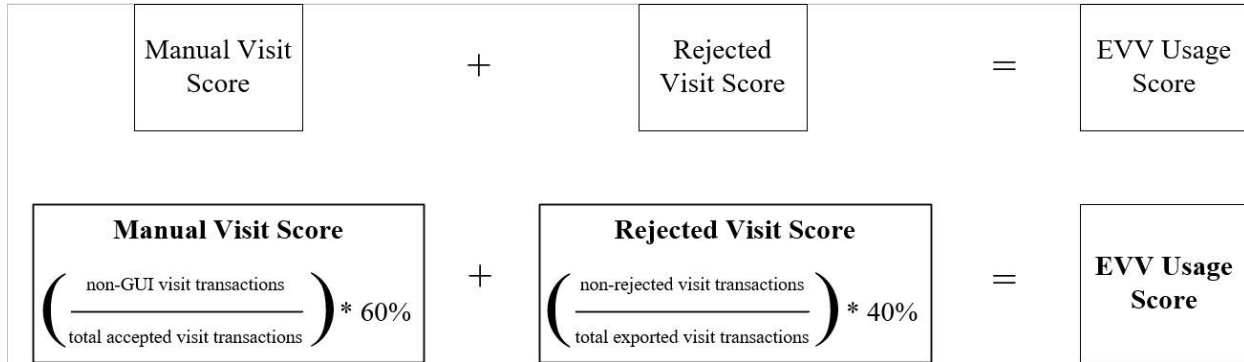 Manual Visit
Score
+
Rejected
Visit Score
=
EVV Usage
Score
Manual Visit Score
( non-GUI visit transactions
total accepted visit transactions ) * 60%
+
Rejected Visit Score
( non-rejected visit transactions
total exported visit transactions ) * 40%
=
EVV Usage
Score